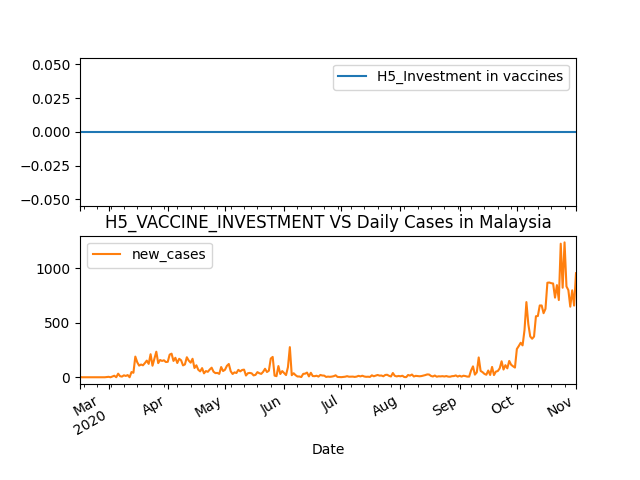 0.050
0.025
0.000
−0.025
−0.050
H5_Investment in vaccines
H5_VACCINE_INVESTMENT VS Daily Cases in Malaysia
new_cases
1000
500
0
Mar
2020
Apr
May
Jun
Jul
Aug
Sep
Oct
Nov
Date